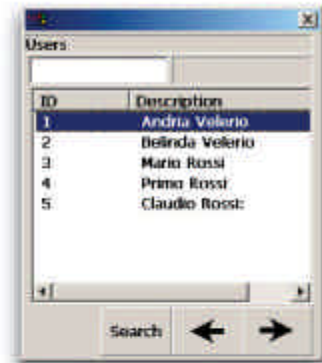 Users
ID Description
1 Andria Velerio
2 Belinda Velerio
3 Mario Rossi
4 Primo Rossi
5 Claudio Rossi:
Search